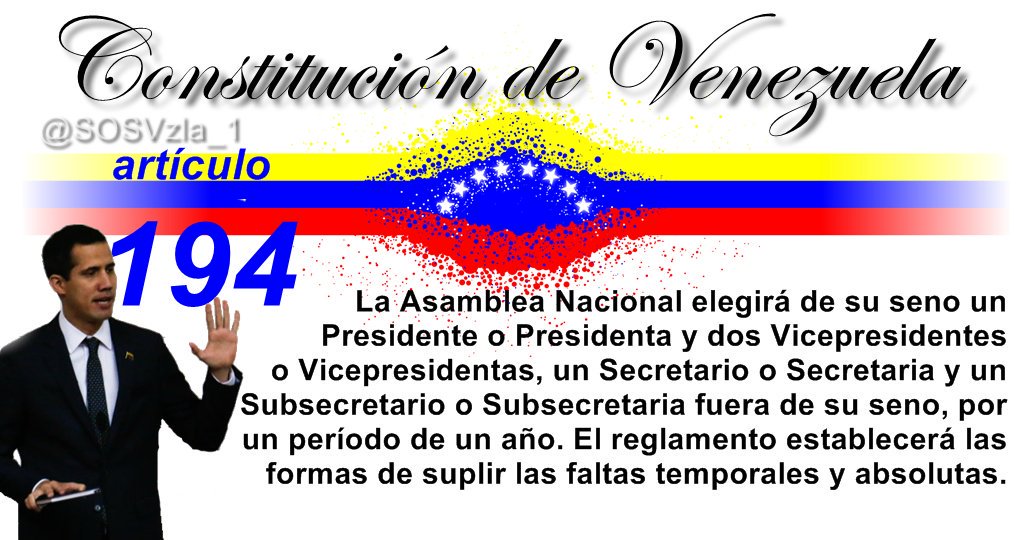 Constitución de Venezuela
@SOSVzla_1
artículo
194
La Asamblea Nacional elegirá de su seno un
Presidente o Presidenta y dos Vicepresidentes
o Vicepresidentas, un Secretario o Secretaria y un
Subsecretario o Subsecretaria fuera de su seno, por
un período de un año. El reglamento establecerá las
formas de suplir las faltas temporales y absolutas.